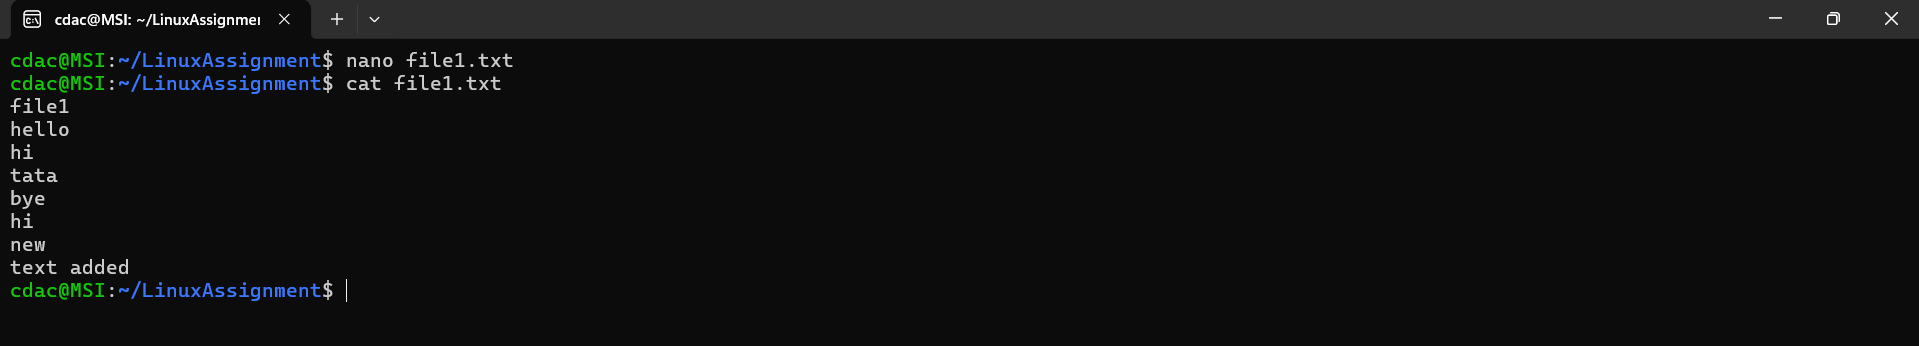 cdac@MSI: ~/LinuxAssignme
cdac@MSI:~/LinuxAssignment$ nano file1.txt
cdac@MSI:~/LinuxAssignment$ cat file1.txt
file1
hello
hi
tata
bye
hi
new
text added
cdac@MSI:~/LinuxAssignment$